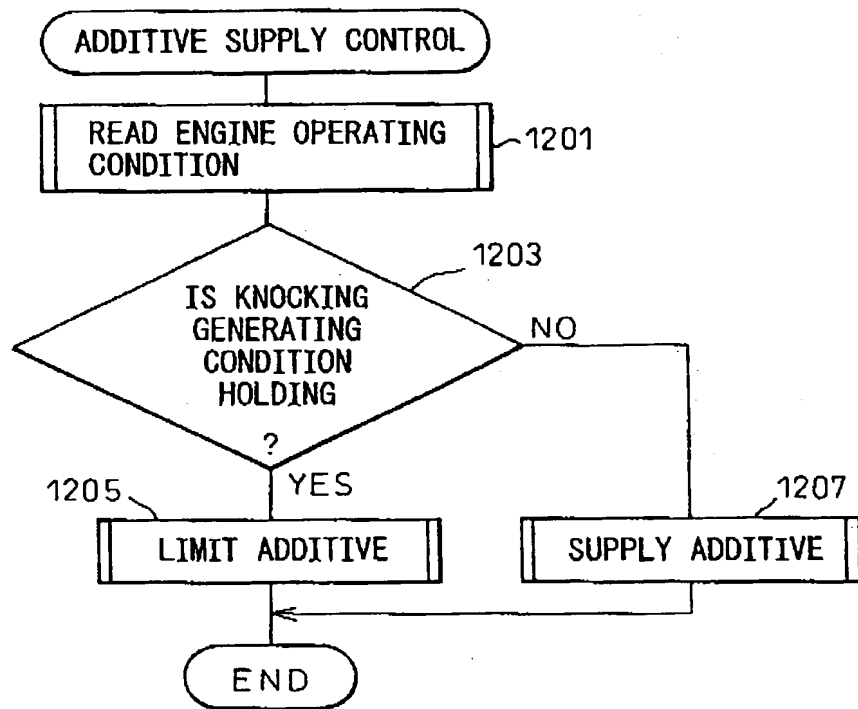 ADDITIVE SUPPLY CONTROL
READ ENGINE OPERATING
CONDITION
1201
1203
IS KNOCKING
GENERATING
CONDITION
HOLDING
?
NO
YES
1205
LIMIT ADDITIVE
1207
SUPPLY ADDITIVE
END